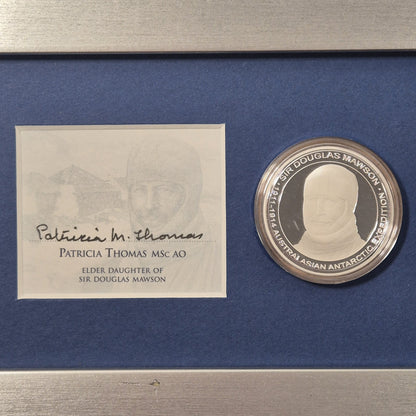 Patricia M. Thomas
PATRICIA THOMAS MSC AO
ELDER DAUGHTER OF
SIR DOUGLAS MAWSON
SIR DOUGLAS MAWSON
· 1911-1914 AUSTRALASIAN ANTARCTIC EXPEDITION ·